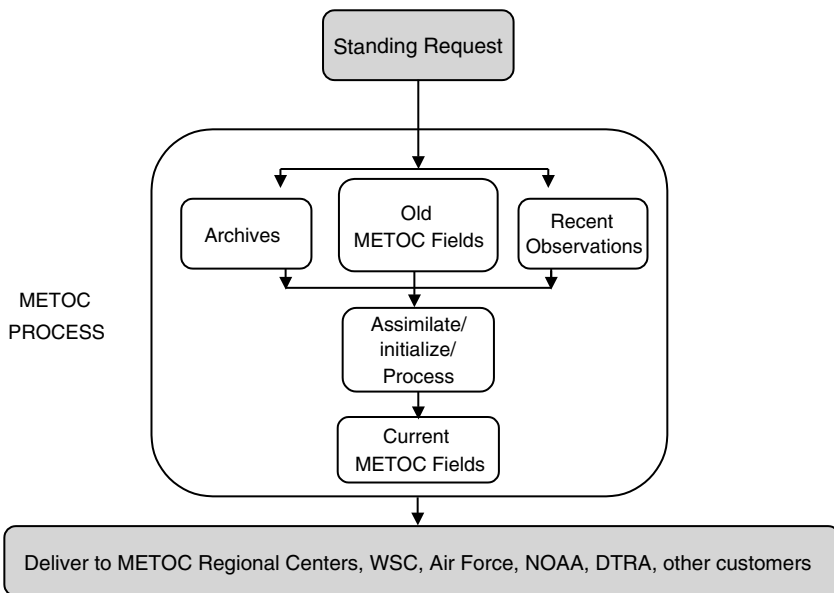 Standing Request
Archives
Old
METOC Fields
Recent
Observations
METOC
PROCESS
Assimilate/
initialize/
Process
Current
METOC Fields
Deliver to METOC Regional Centers, WSC, Air Force, NOAA, DTRA, other customers